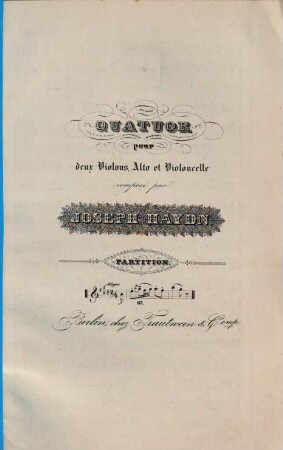 QUATUOR
pour
deux Violons, Alto et Violoncelle
composé par
JOSEPH HAYDN
PARTITION.
Berlin, chez Trautwein & Comp.